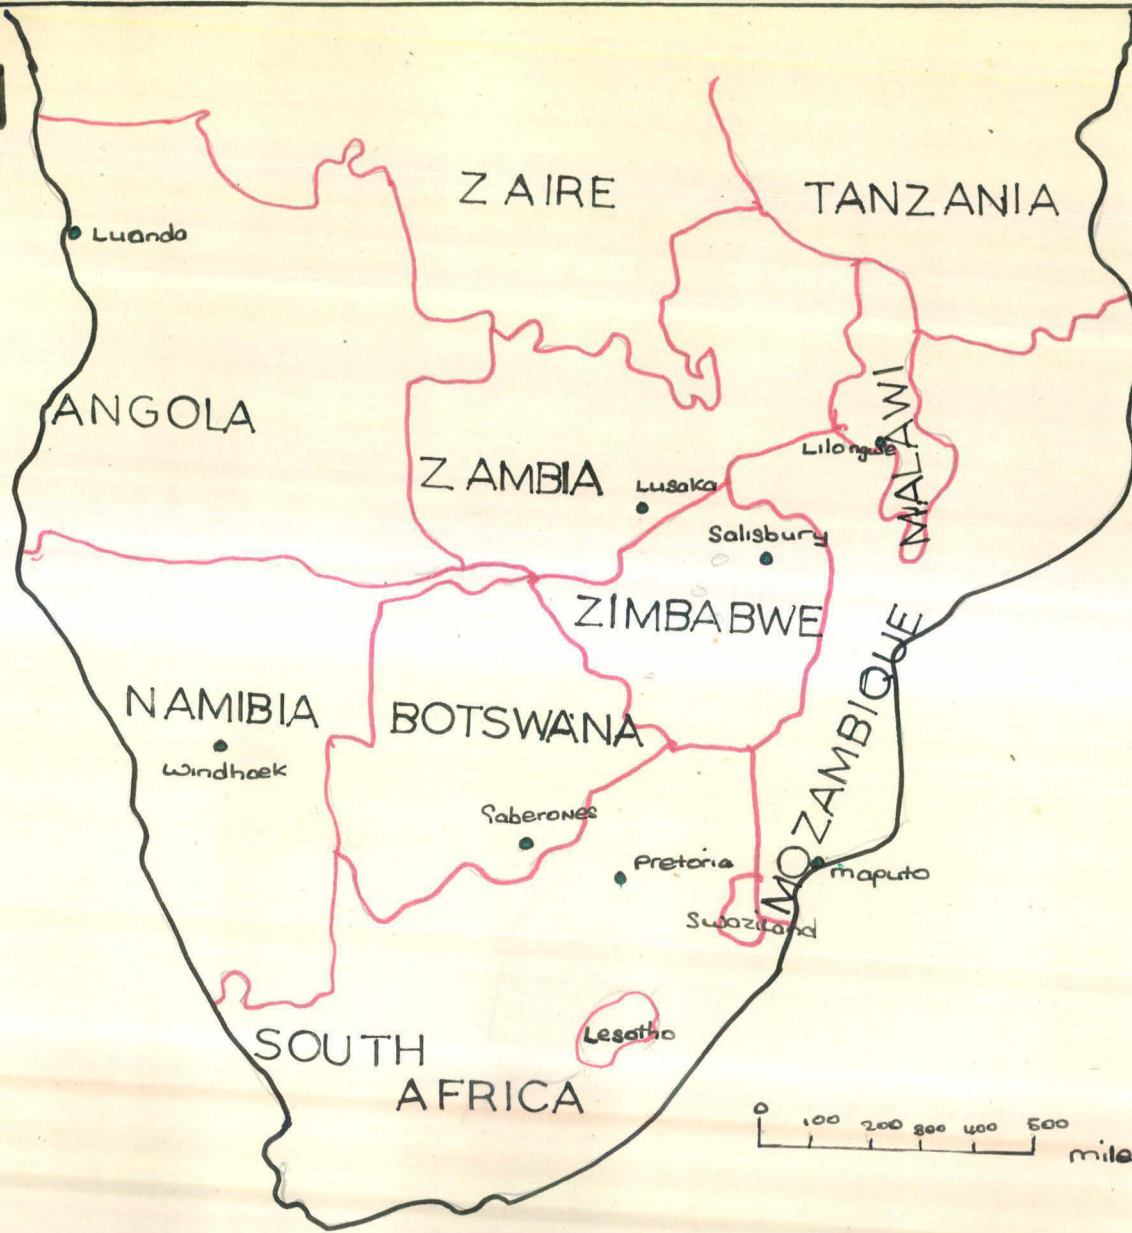 ZAIRE
TANZANIA
Luanda
ANGOLA
MALAWI
Lilongwe
ZAMBIA
Lusaka
Salisbury
ZIMBABWE
MOZAMBIQUE
NAMIBIA
Windhoek
BOTSWANA
Gaberones
Pretoria
maputo
Swaziland
Lesotho
SOUTH
AFRICA
0 100 200 300 400 500
mile